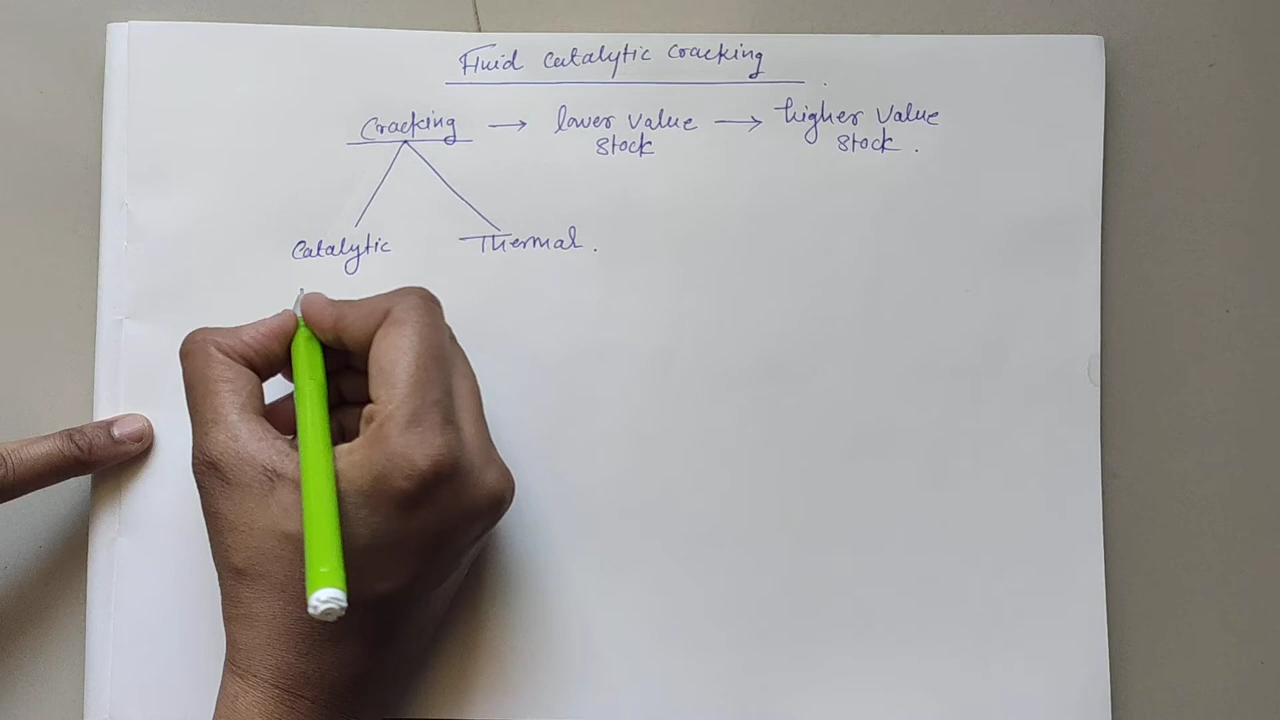 Fluid Catalytic Cracking
Cracking → lower value stock → higher value stock.
Catalytic Thermal.